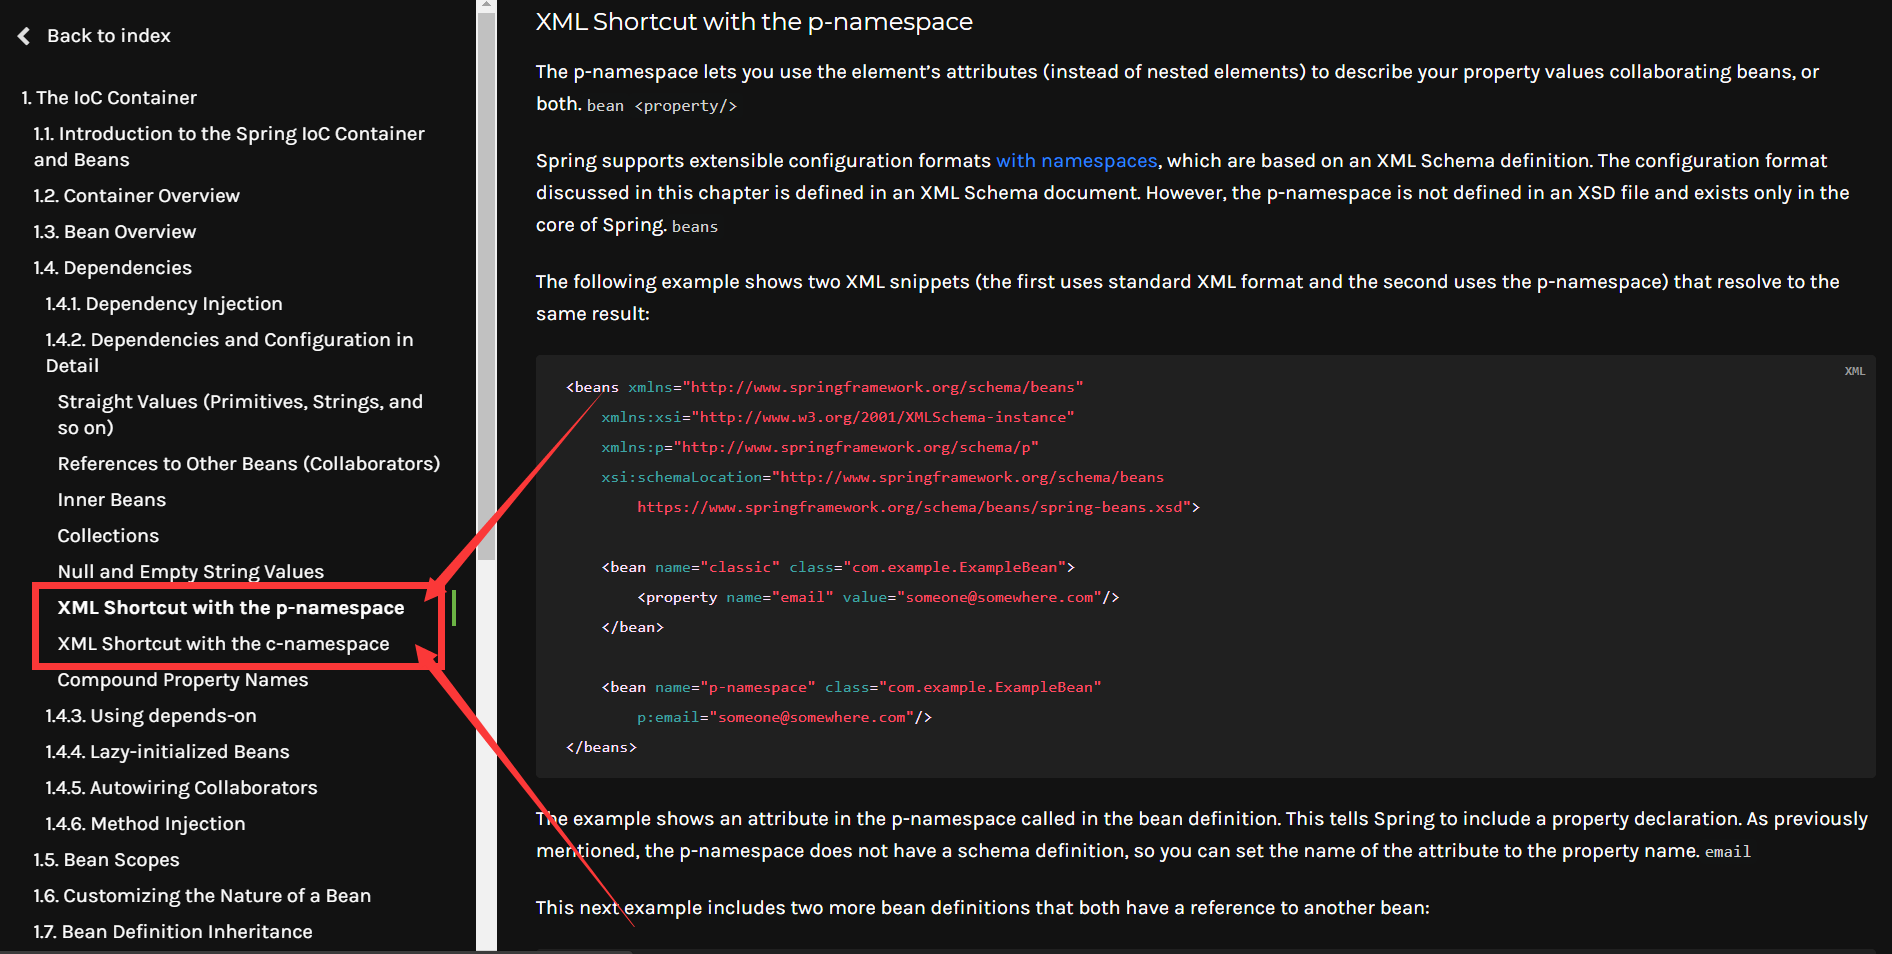 Back to index
1. The IoC Container
1.1. Introduction to the Spring IoC Container
and Beans
1.2. Container Overview
1.3. Bean Overview
1.4. Dependencies
1.4.1. Dependency Injection
1.4.2. Dependencies and Configuration in
Detail
Straight Values (Primitives, Strings, and
so on)
References to Other Beans (Collaborators)
Inner Beans
Collections
Null and Empty String Values
XML Shortcut with the p-namespace
XML Shortcut with the c-namespace
Compound Property Names
1.4.3. Using depends-on
1.4.4. Lazy-initialized Beans
1.4.5. Autowiring Collaborators
1.4.6. Method Injection
1.5. Bean Scopes
1.6. Customizing the Nature of a Bean
1.7. Bean Definition Inheritance
XML Shortcut with the p-namespace
The p-namespace lets you use the element’s attributes (instead of nested elements) to describe your property values collaborating beans, or
both. bean <property/>
Spring supports extensible configuration formats with namespaces, which are based on an XML Schema definition. The configuration format
discussed in this chapter is defined in an XML Schema document. However, the p-namespace is not defined in an XSD file and exists only in the
core of Spring. beans
The following example shows two XML snippets (the first uses standard XML format and the second uses the p-namespace) that resolve to the
same result:
XML
<beans xmlns="http://www.springframework.org/schema/beans"
xmlns:xsi="http://www.w3.org/2001/XMLSchema-instance"
xmlns:p="http://www.springframework.org/schema/p"
xsi:schemaLocation="http://www.springframework.org/schema/beans
https://www.springframework.org/schema/beans/spring-beans.xsd">
<bean name="classic" class="com.example.ExampleBean">
<property name="email" value="someone@somewhere.com"/>
</bean>
<bean name="p-namespace" class="com.example.ExampleBean"
p:email="someone@somewhere.com"/>
</beans>
The example shows an attribute in the p-namespace called in the bean definition. This tells Spring to include a property declaration. As previously
mentioned, the p-namespace does not have a schema definition, so you can set the name of the attribute to the property name. email
This next example includes two more bean definitions that both have a reference to another bean: